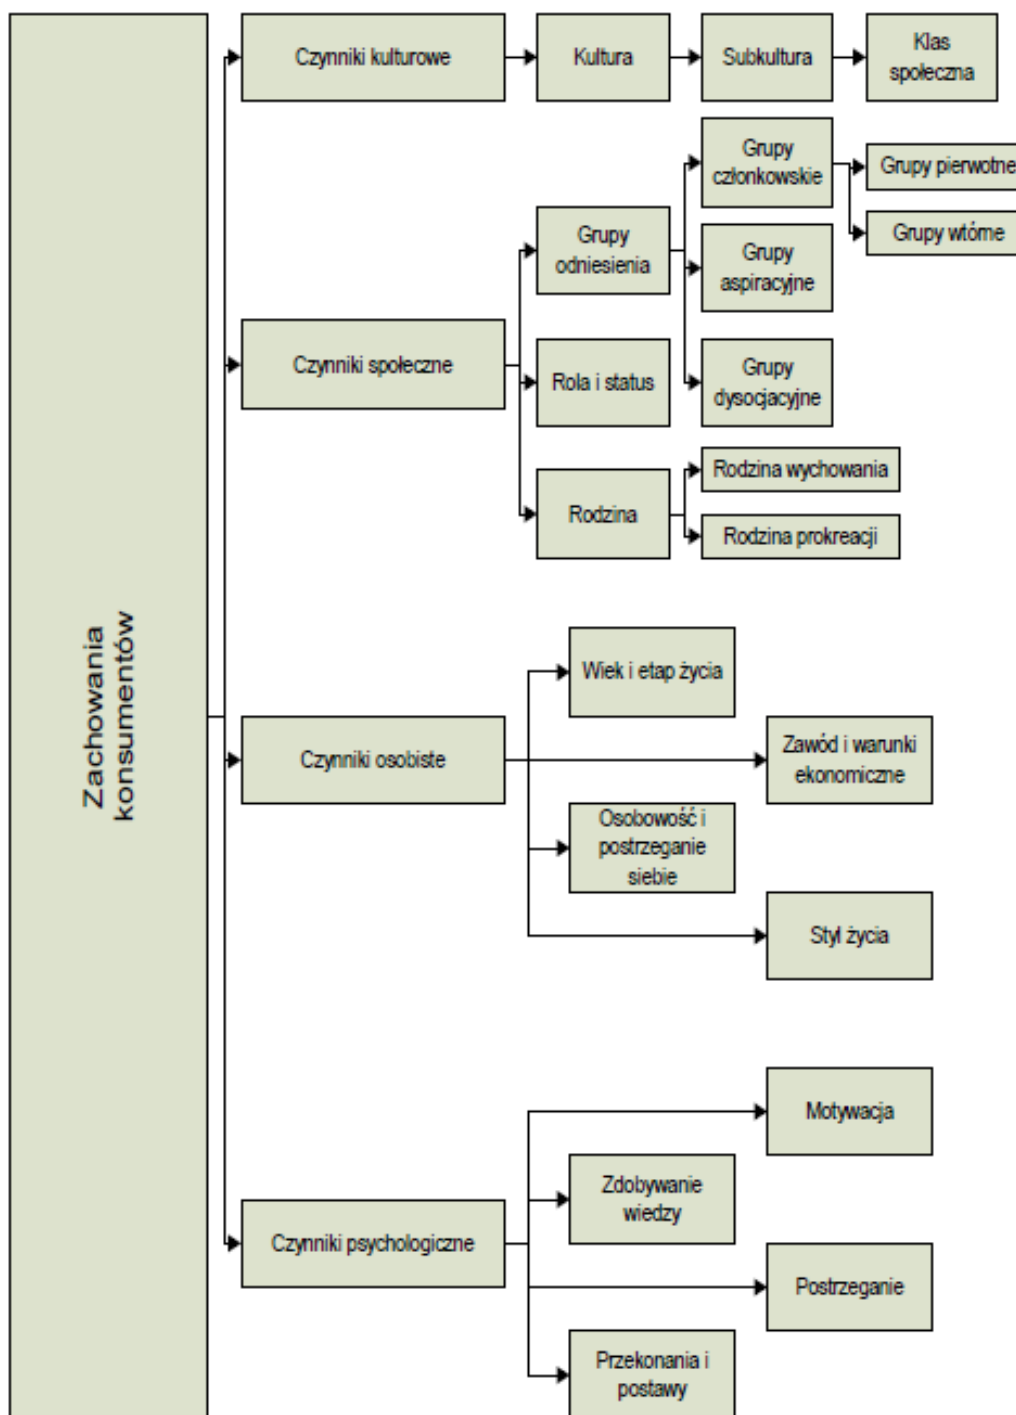 Zachowania
konsumentów
Czynniki kulturowe
Kultura
Subkultura
Klas
społeczna
Czynniki społeczne
Grupy
odniesienia
Grupy
członkowskie
Grupy pierwotne
Grupy wtórne
Grupy
aspiracyjne
Grupy
dysocjacyjne
Rola i status
Rodzina
Rodzina wychowania
Rodzina prokreacji
Czynniki osobiste
Wiek i etap życia
Zawód i warunki
ekonomiczne
Osobowość i
postrzeganie
siebie
Styl życia
Czynniki psychologiczne
Motywacja
Zdobywanie
wiedzy
Postrzeganie
Przekonania i
postawy